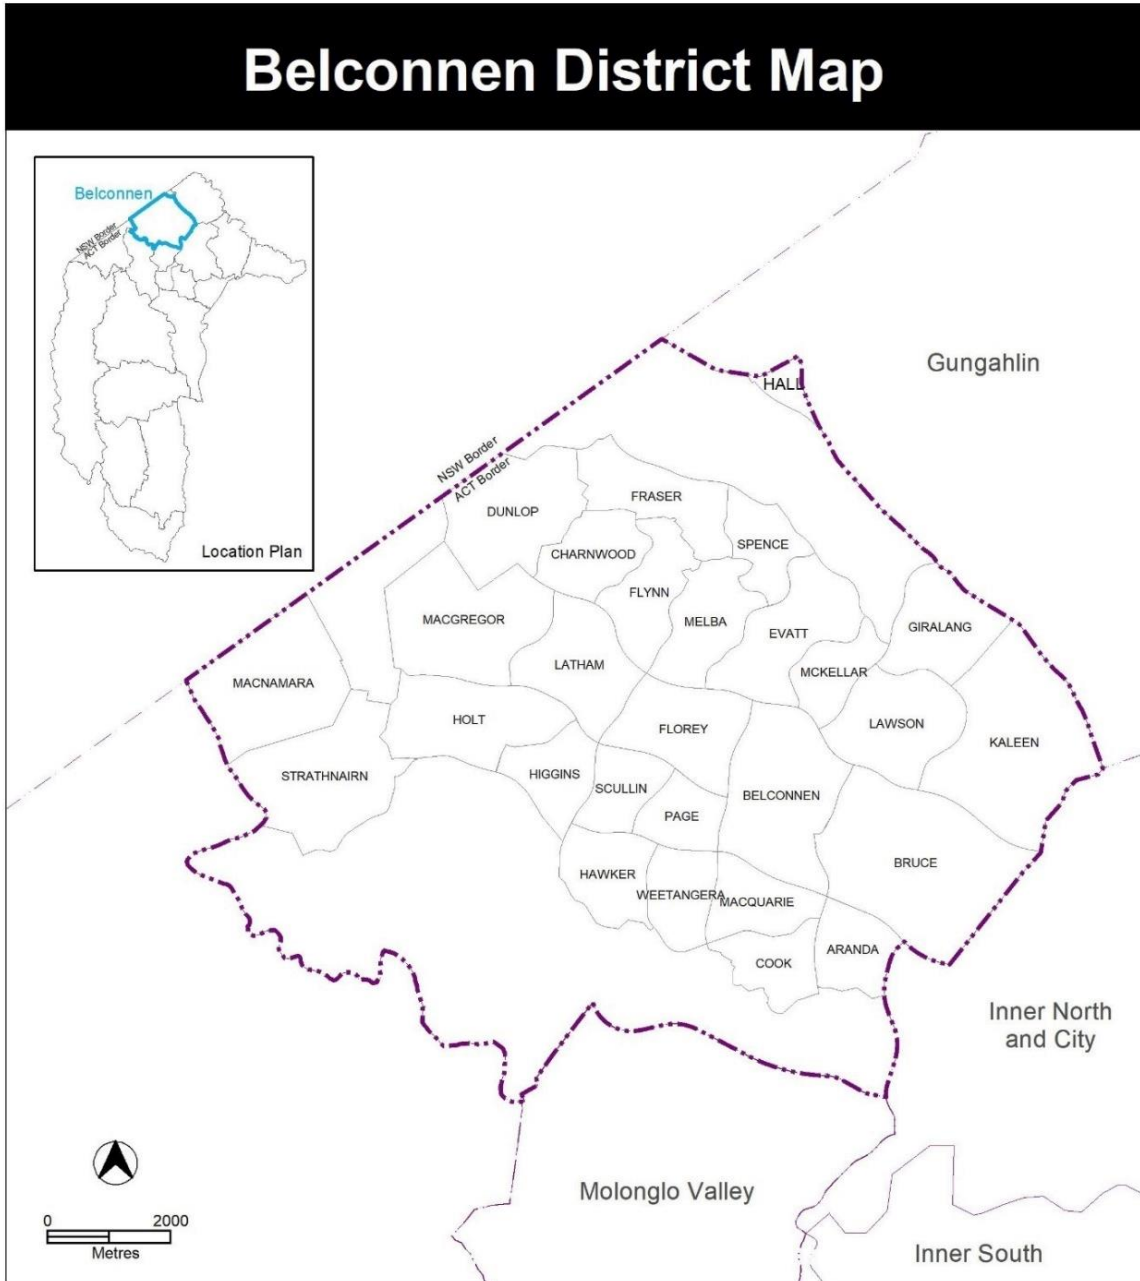 Belconnen District Map
Belconnen
NSW Border
ACT Border
Location Plan
Gungahlin
HALL
NSW Border
ACT Border
DUNLOP
FRASER
CHARNWOOD
SPENCE
FLYNN
MACGREGOR
MELBA
EVATT
GIRALANG
LATHAM
MCKELLAR
MACNAMARA
HOLT
FLOREY
LAWSON
KALEEN
STRATHNAIRN
HIGGINS
SCULLIN
BELCONNEN
PAGE
BRUCE
HAWKER
WEETANGERA
MACQUARIE
COOK
ARANDA
Inner North
and City
Molonglo Valley
Inner South
0 2000
Metres